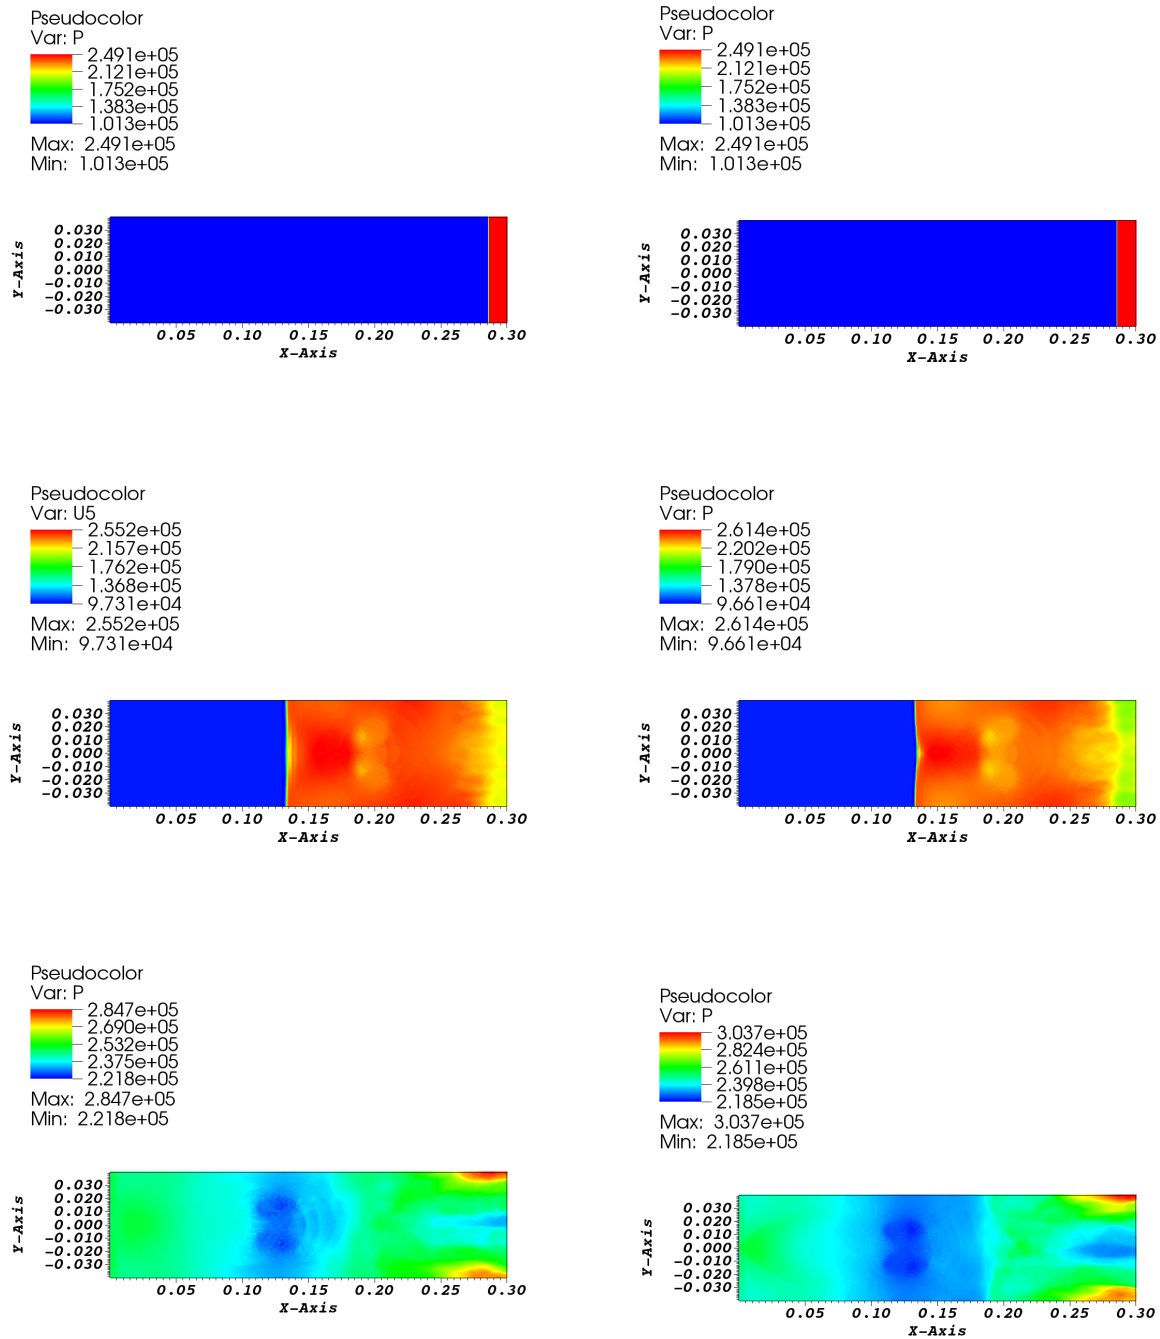 Pseudocolor
Var: P
2.491e+05
2.121e+05
1.752e+05
1.383e+05
1.013e+05
Max: 2.491e+05
Min: 1.013e+05
Y-Axis
0.030
0.020
0.010
0.000
-0.010
-0.020
-0.030
0.05 0.10 0.15 0.20 0.25 0.30
X-Axis
Pseudocolor
Var: P
2.491e+05
2.121e+05
1.752e+05
1.383e+05
1.013e+05
Max: 2.491e+05
Min: 1.013e+05
Y-Axis
0.030
0.020
0.010
0.000
-0.010
-0.020
-0.030
0.05 0.10 0.15 0.20 0.25 0.30
X-Axis
Pseudocolor
Var: U5
2.552e+05
2.157e+05
1.762e+05
1.368e+05
9.731e+04
Max: 2.552e+05
Min: 9.731e+04
Y-Axis
0.030
0.020
0.010
0.000
-0.010
-0.020
-0.030
0.05 0.10 0.15 0.20 0.25 0.30
X-Axis
Pseudocolor
Var: P
2.614e+05
2.202e+05
1.790e+05
1.378e+05
9.661e+04
Max: 2.614e+05
Min: 9.661e+04
Y-Axis
0.030
0.020
0.010
0.000
-0.010
-0.020
-0.030
0.05 0.10 0.15 0.20 0.25 0.30
X-Axis
Pseudocolor
Var: P
2.847e+05
2.690e+05
2.532e+05
2.375e+05
2.218e+05
Max: 2.847e+05
Min: 2.218e+05
Y-Axis
0.030
0.020
0.010
0.000
-0.010
-0.020
-0.030
0.05 0.10 0.15 0.20 0.25 0.30
X-Axis
Pseudocolor
Var: P
3.037e+05
2.824e+05
2.611e+05
2.398e+05
2.185e+05
Max: 3.037e+05
Min: 2.185e+05
Y-Axis
0.030
0.020
0.010
0.000
-0.010
-0.020
-0.030
0.05 0.10 0.15 0.20 0.25 0.30
X-Axis